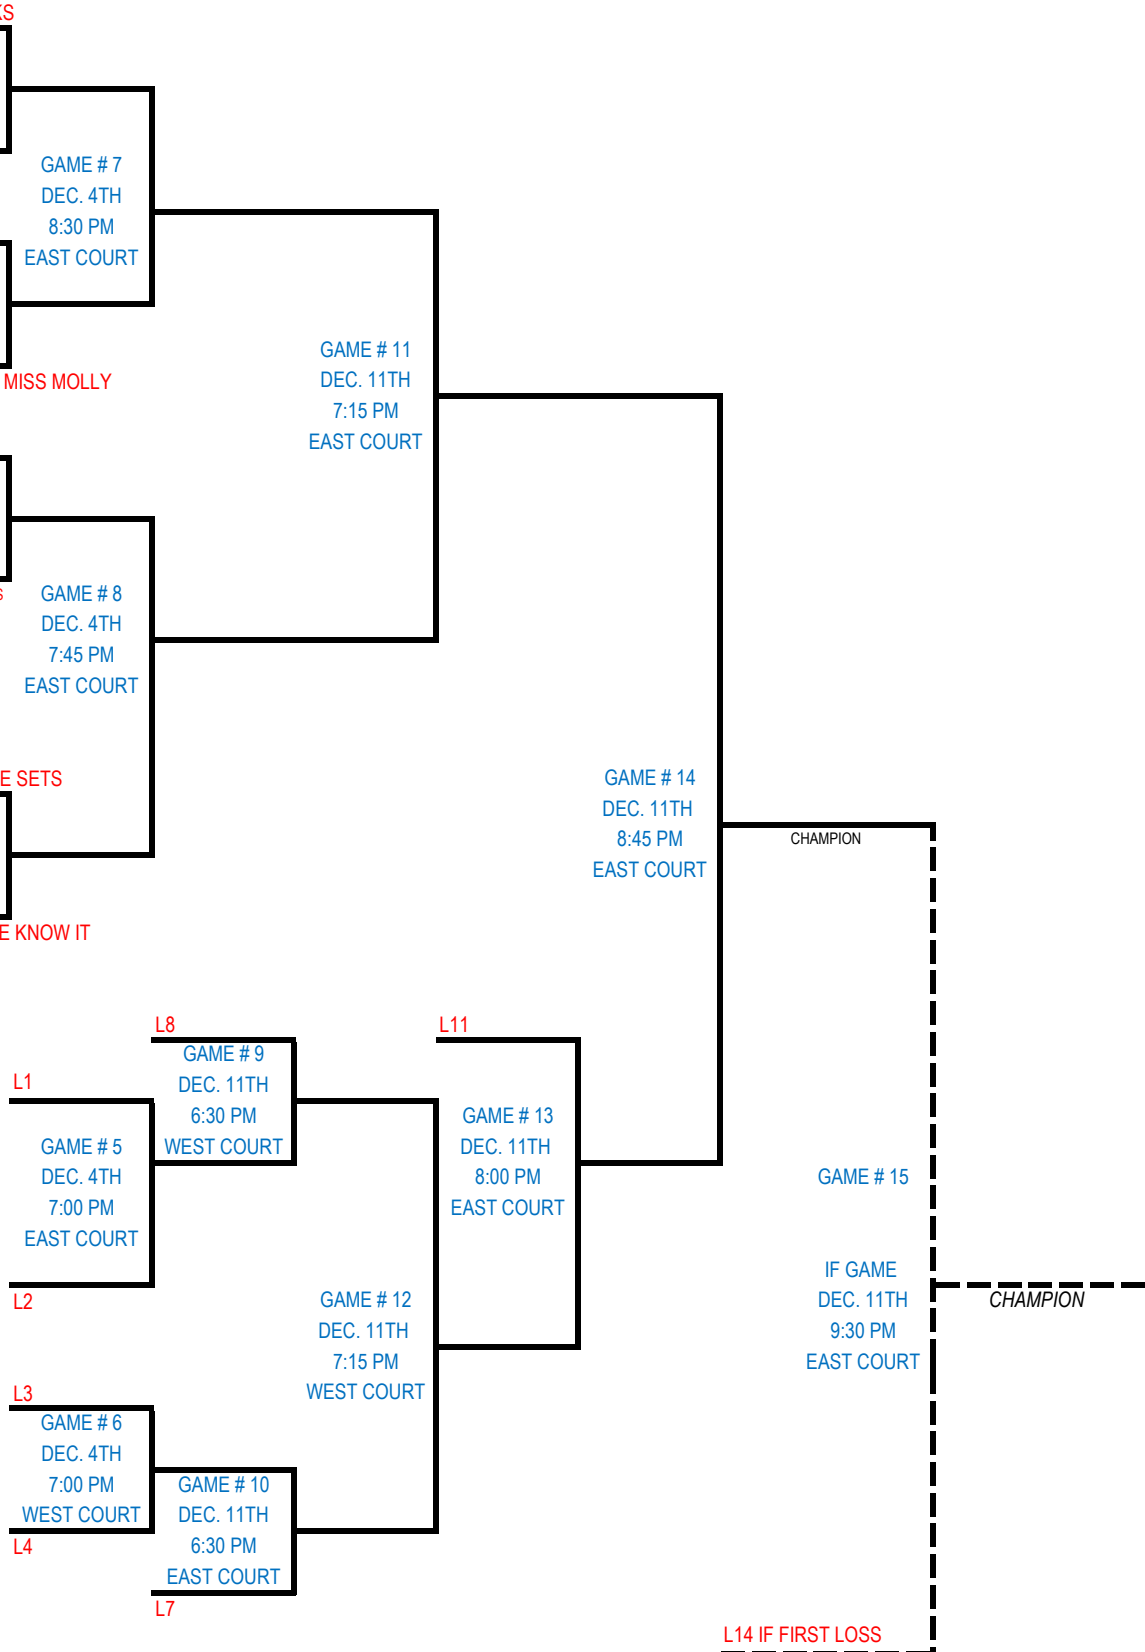 KS
GAME # 7
DEC. 4TH
8:30 PM
EAST COURT
MISS MOLLY
GAME # 11
DEC. 11TH
7:15 PM
EAST COURT
S
GAME # 8
DEC. 4TH
7:45 PM
EAST COURT
E SETS
GAME # 14
DEC. 11TH
8:45 PM
EAST COURT
CHAMPION
E KNOW IT
L8
GAME # 9
DEC. 11TH
6:30 PM
WEST COURT
L11
L1
GAME # 5
DEC. 4TH
7:00 PM
EAST COURT
L2
GAME # 13
DEC. 11TH
8:00 PM
EAST COURT
GAME # 15
IF GAME
DEC. 11TH
9:30 PM
EAST COURT
CHAMPION
GAME # 12
DEC. 11TH
7:15 PM
WEST COURT
L3
GAME # 6
DEC. 4TH
7:00 PM
WEST COURT
L4
GAME # 10
DEC. 11TH
6:30 PM
EAST COURT
L7
L14 IF FIRST LOSS